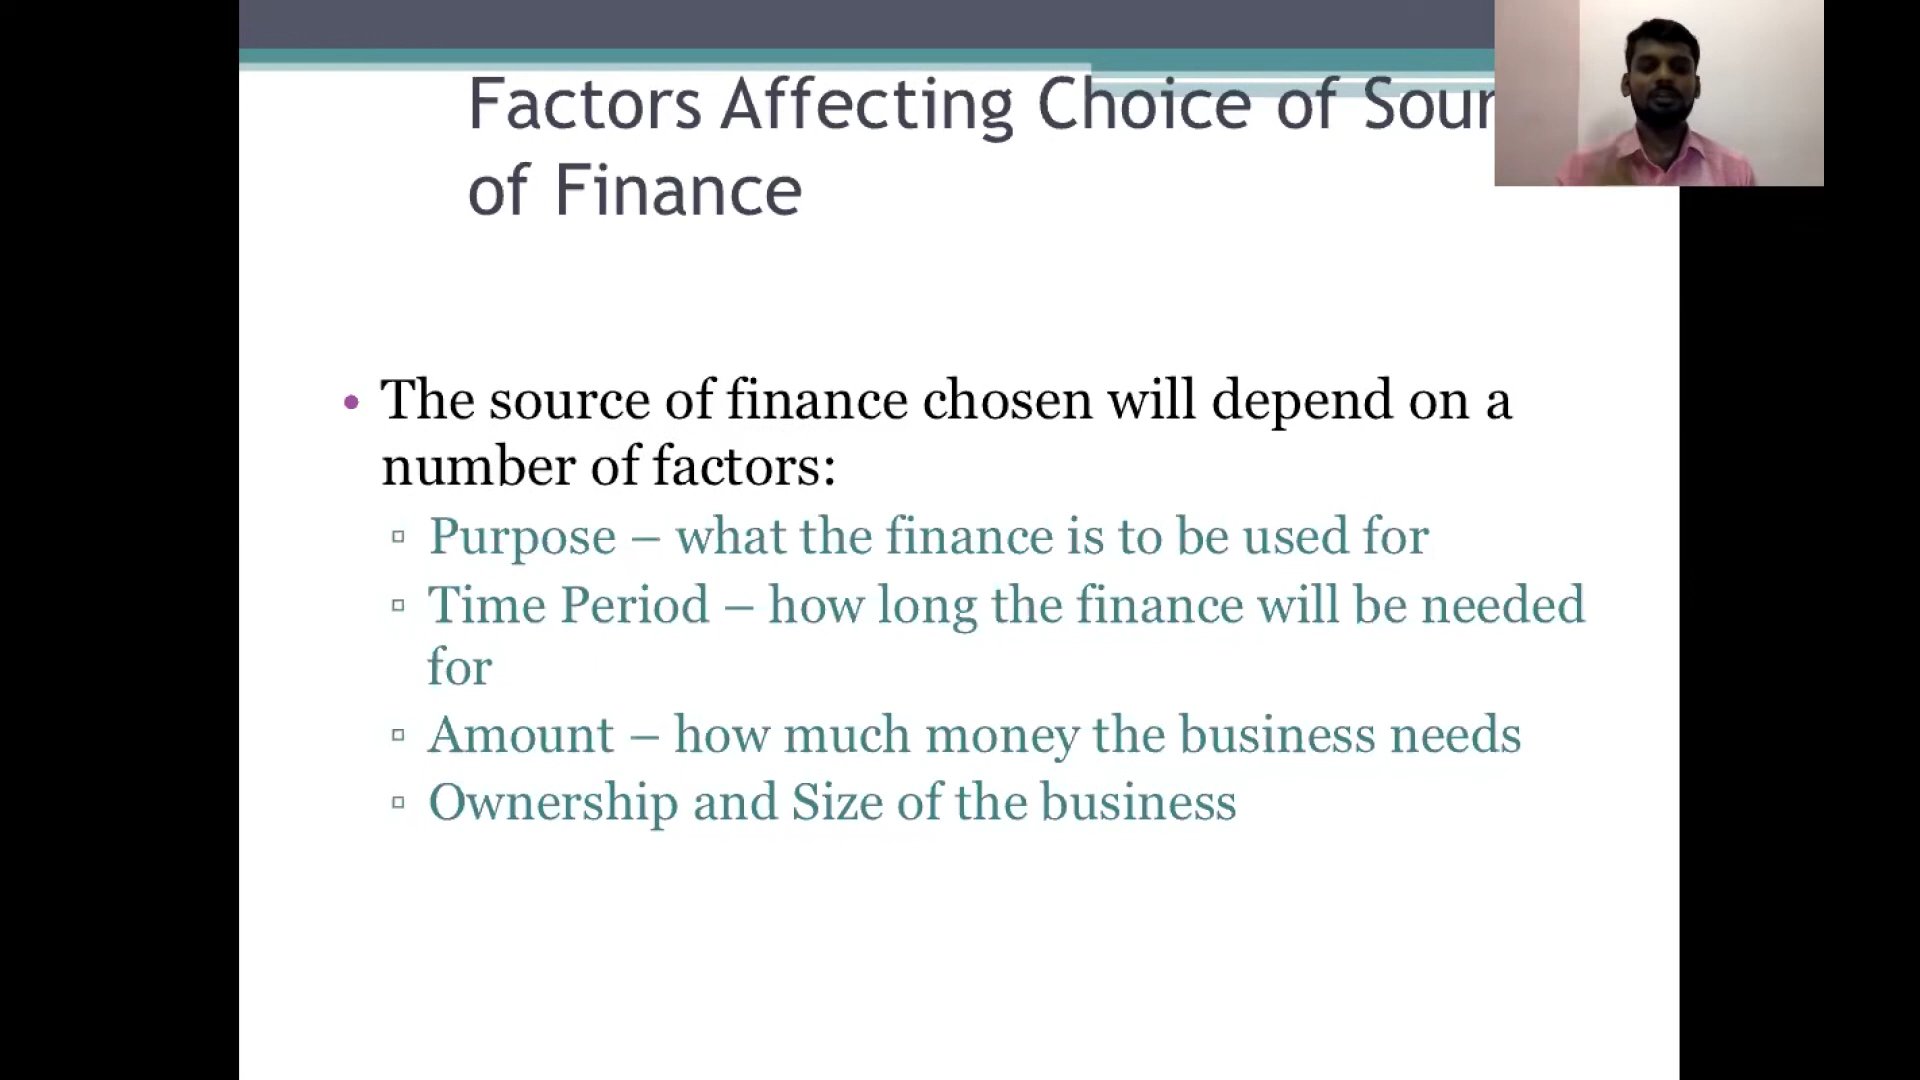 Factors Affecting Choice of
of Finance
• The source of finance chosen will depend on a
number of factors:
▫ Purpose – what the finance is to be used for
▫ Time Period – how long the finance will be needed
for
▫ Amount – how much money the business needs
▫ Ownership and Size of the business